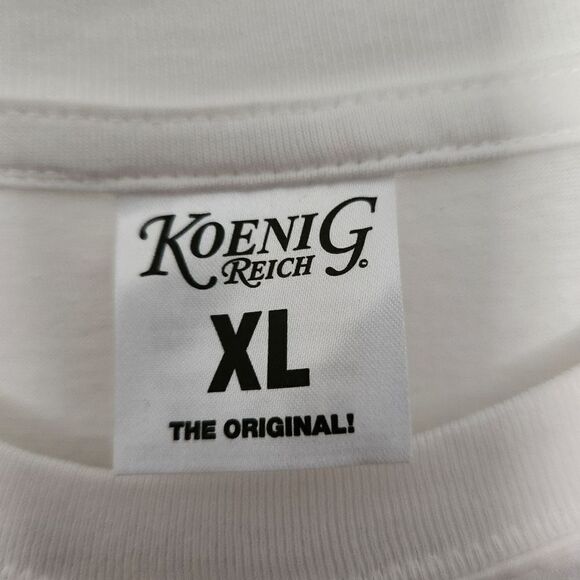 KOENIG
REICH ©
XL
THE ORIGINAL!